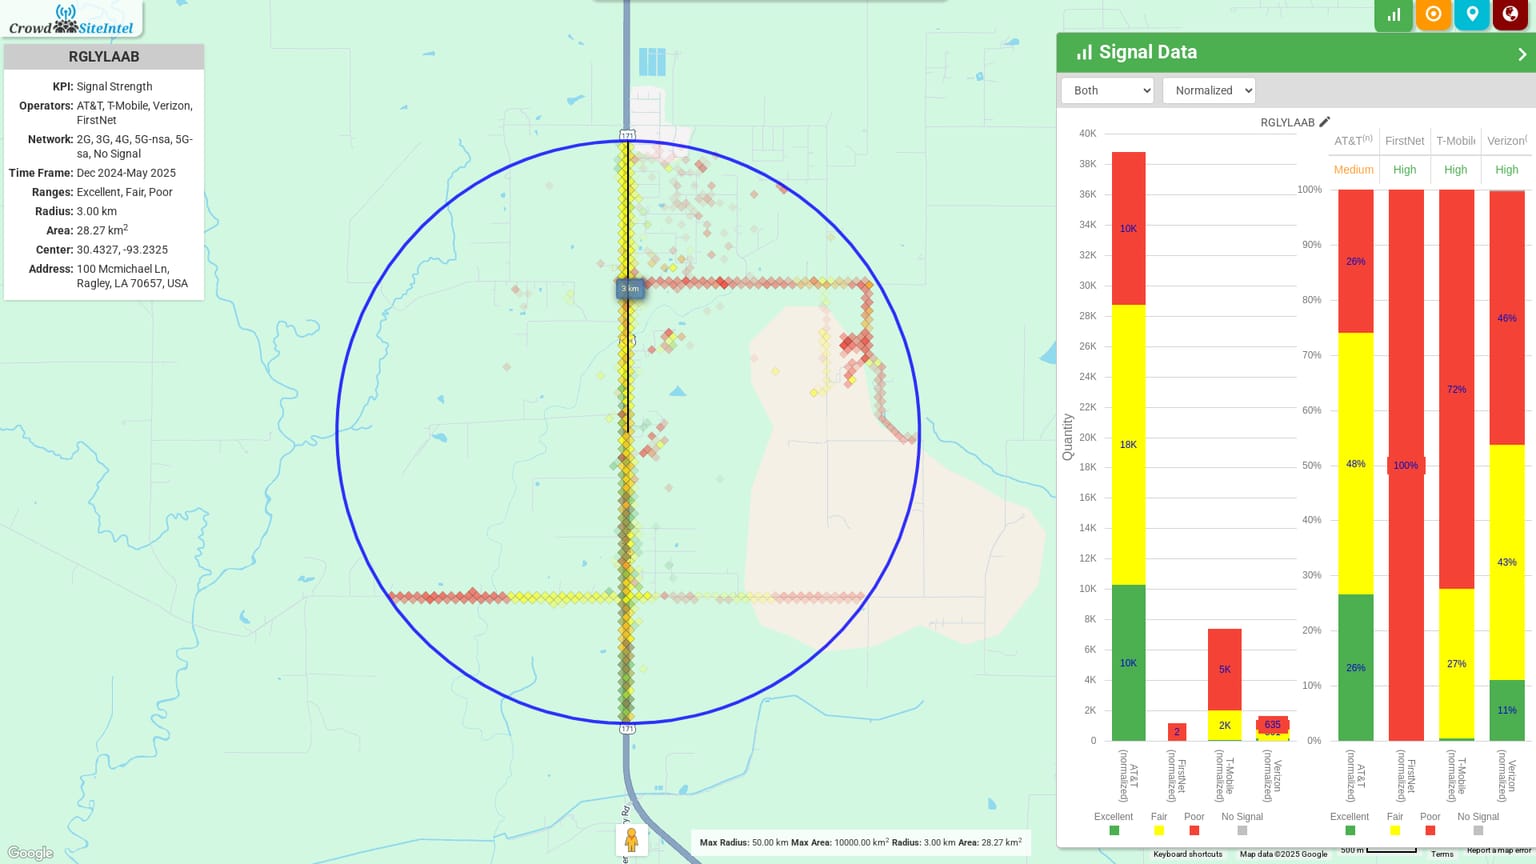 Crowd SiteIntel
RGLYLAAB
KPI: Signal Strength
Operators: AT&T, T-Mobile, Verizon,
FirstNet
Network: 2G, 3G, 4G, 5G-nsa, 5G-
sa, No Signal
Time Frame: Dec 2024-May 2025
Ranges: Excellent, Fair, Poor
Radius: 3.00 km
Area: 28.27 km²
Center: 30.4327, -93.2325
Address: 100 Mcmichael Ln,
Ragley, LA 70657, USA
171
3 km
171
Google
Max Radius: 50.00 km Max Area: 10000.00 km² Radius: 3.00 km Area: 28.27 km²
Signal Data
Both
Normalized
RGLYLAAB
40K
38K
36K
34K
32K
30K
28K
26K
24K
22K
20K
18K
16K
14K
12K
10K
8K
6K
4K
2K
0
Quantity
10K
18K
10K
2
5K
2K
635
AT&T
(normalized)
FirstNet
(normalized)
T-Mobile
(normalized)
Verizon
(normalized)
Excellent Fair Poor No Signal
AT&T(n) FirstNet T-Mobile Verizon(
Medium High High High
100%
90%
80%
70%
60%
50%
40%
30%
20%
10%
0%
26%
48%
26%
100%
72%
27%
46%
43%
11%
AT&T
(normalized)
FirstNet
(normalized)
T-Mobile
(normalized)
Verizon
(normalized)
Excellent Fair Poor No Signal
Keyboard shortcuts Map data ©2025 Google 500 m Terms Report a map error